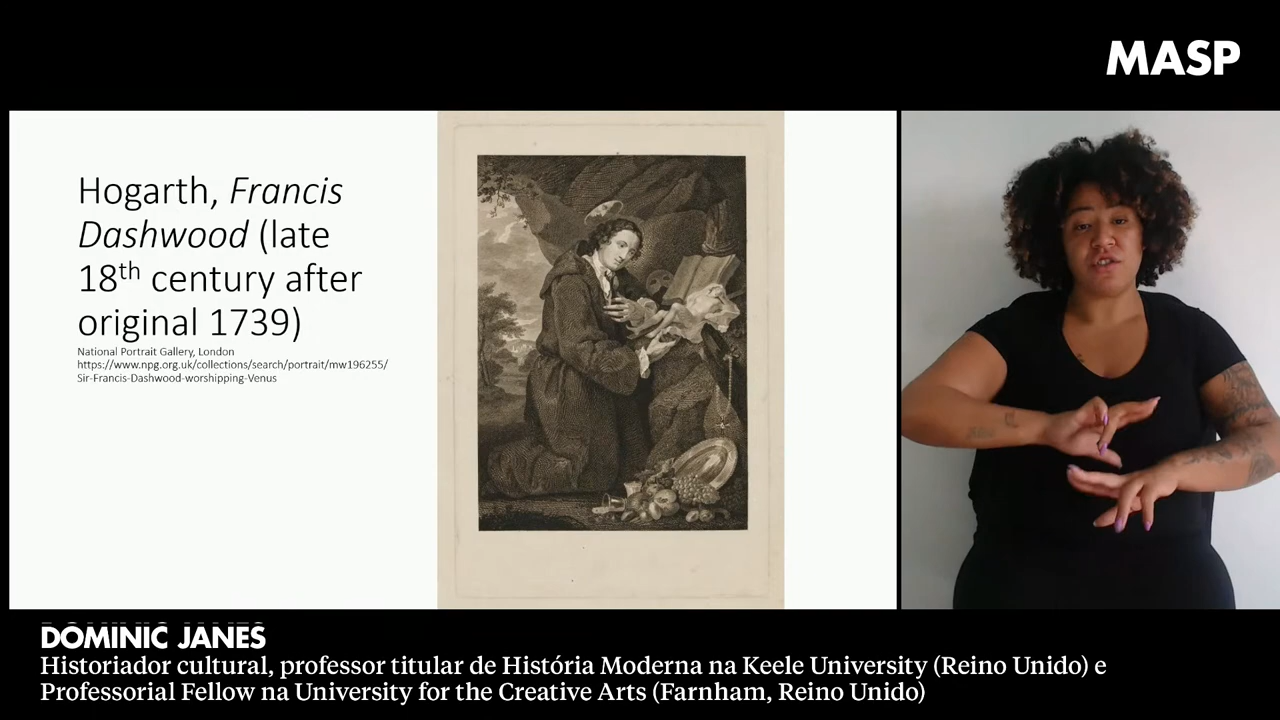 MASP
Hogarth, Francis
Dashwood (late
18th century after
original 1739)
National Portrait Gallery, London
https://www.npg.org.uk/collections/search/portrait/mw196255/
Sir-Francis-Dashwood-worshipping-Venus
DOMINIC JANES
Historiador cultural, professor titular de História Moderna na Keele University (Reino Unido) e
Professorial Fellow na University for the Creative Arts (Farnham, Reino Unido)